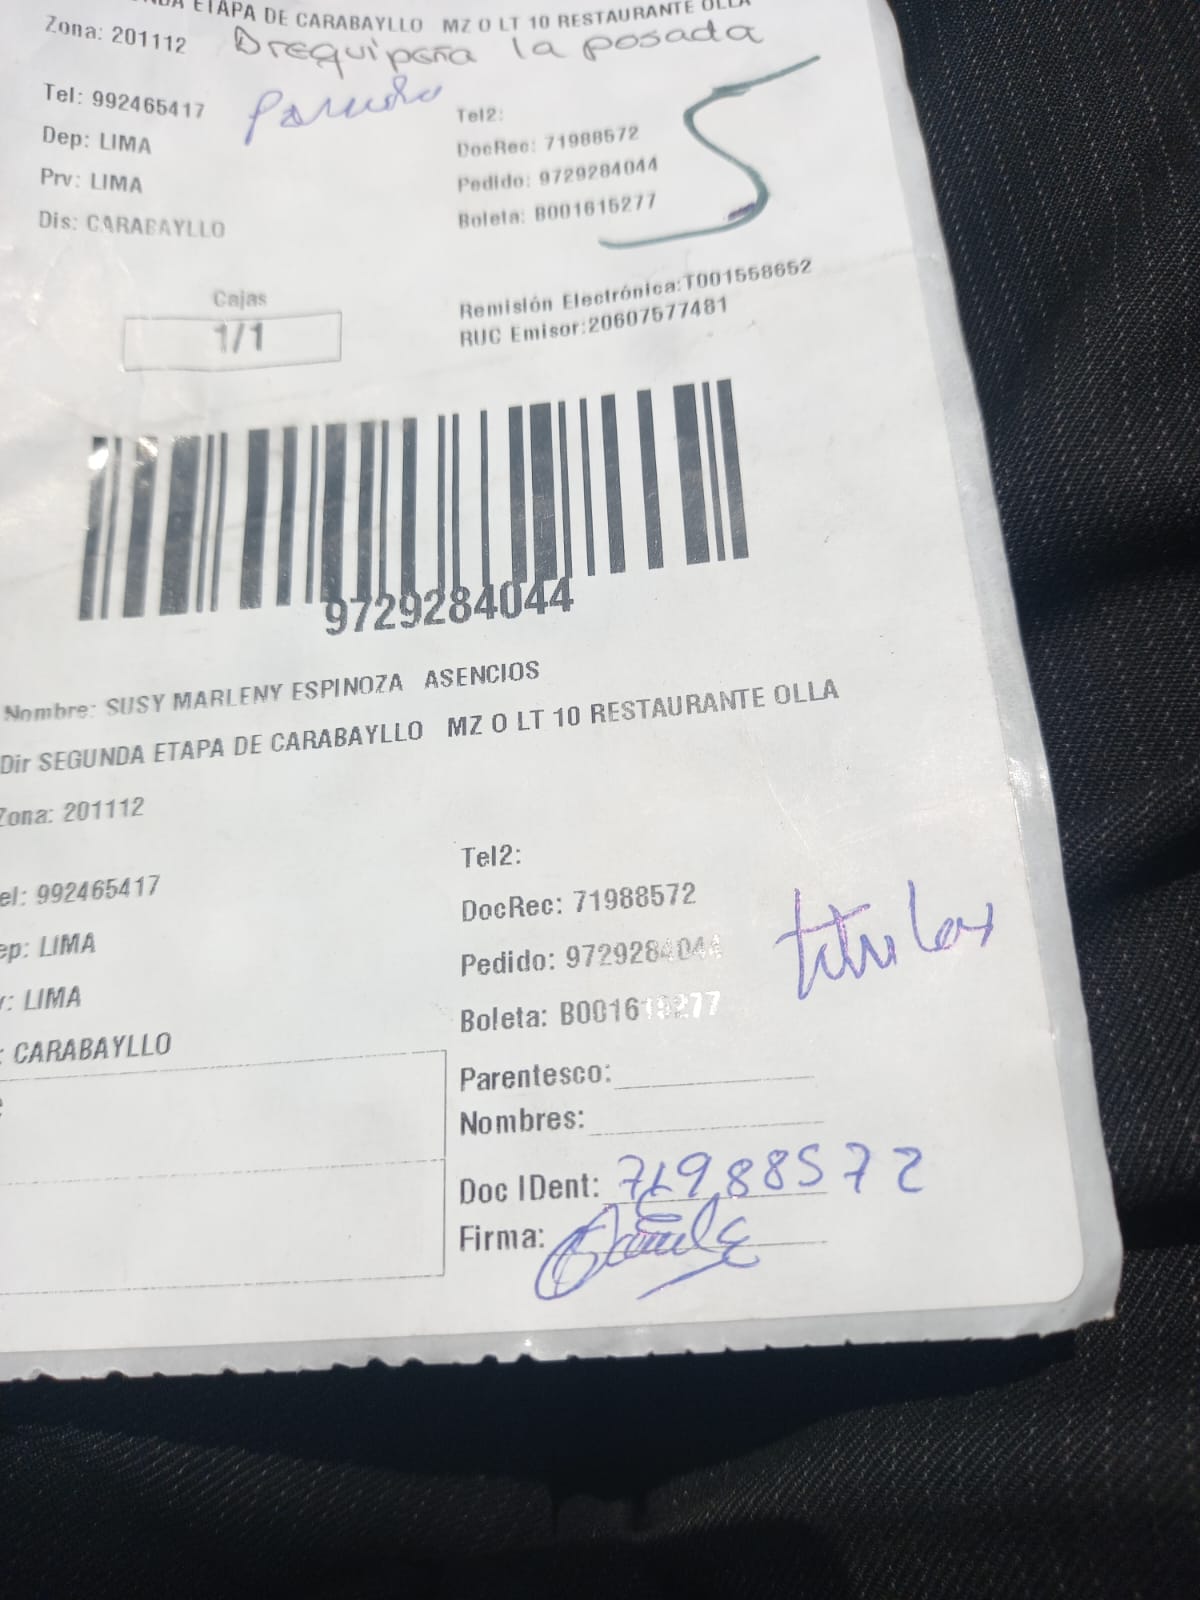 ETAPA DE CARABAYLLO MZ O LT 10 RESTAURANTE OLLA
Zona: 201112 Arequipeña la posada
Tel: 992465417
Tel2:
Dep: LIMA
DocRec: 71988572
Prv: LIMA
Pedido: 9729284044
Dis: CARABAYLLO
Boleta: B001615277
5
Cajas
1/1
Remisión Electrónica:T001558652
RUC Emisor:20607577481
9729284044
Nombre: SUSY MARLENY ESPINOZA ASENCIOS
Dir SEGUNDA ETAPA DE CARABAYLLO MZ O LT 10 RESTAURANTE OLLA
Zona: 201112
Tel2:
el: 992465417
DocRec: 71988572
ep: LIMA
Pedido: 9729284044
titular
v: LIMA
Boleta: B001615277
: CARABAYLLO
Parentesco:
Nombres:
Doc IDent: 71988572
Firma: